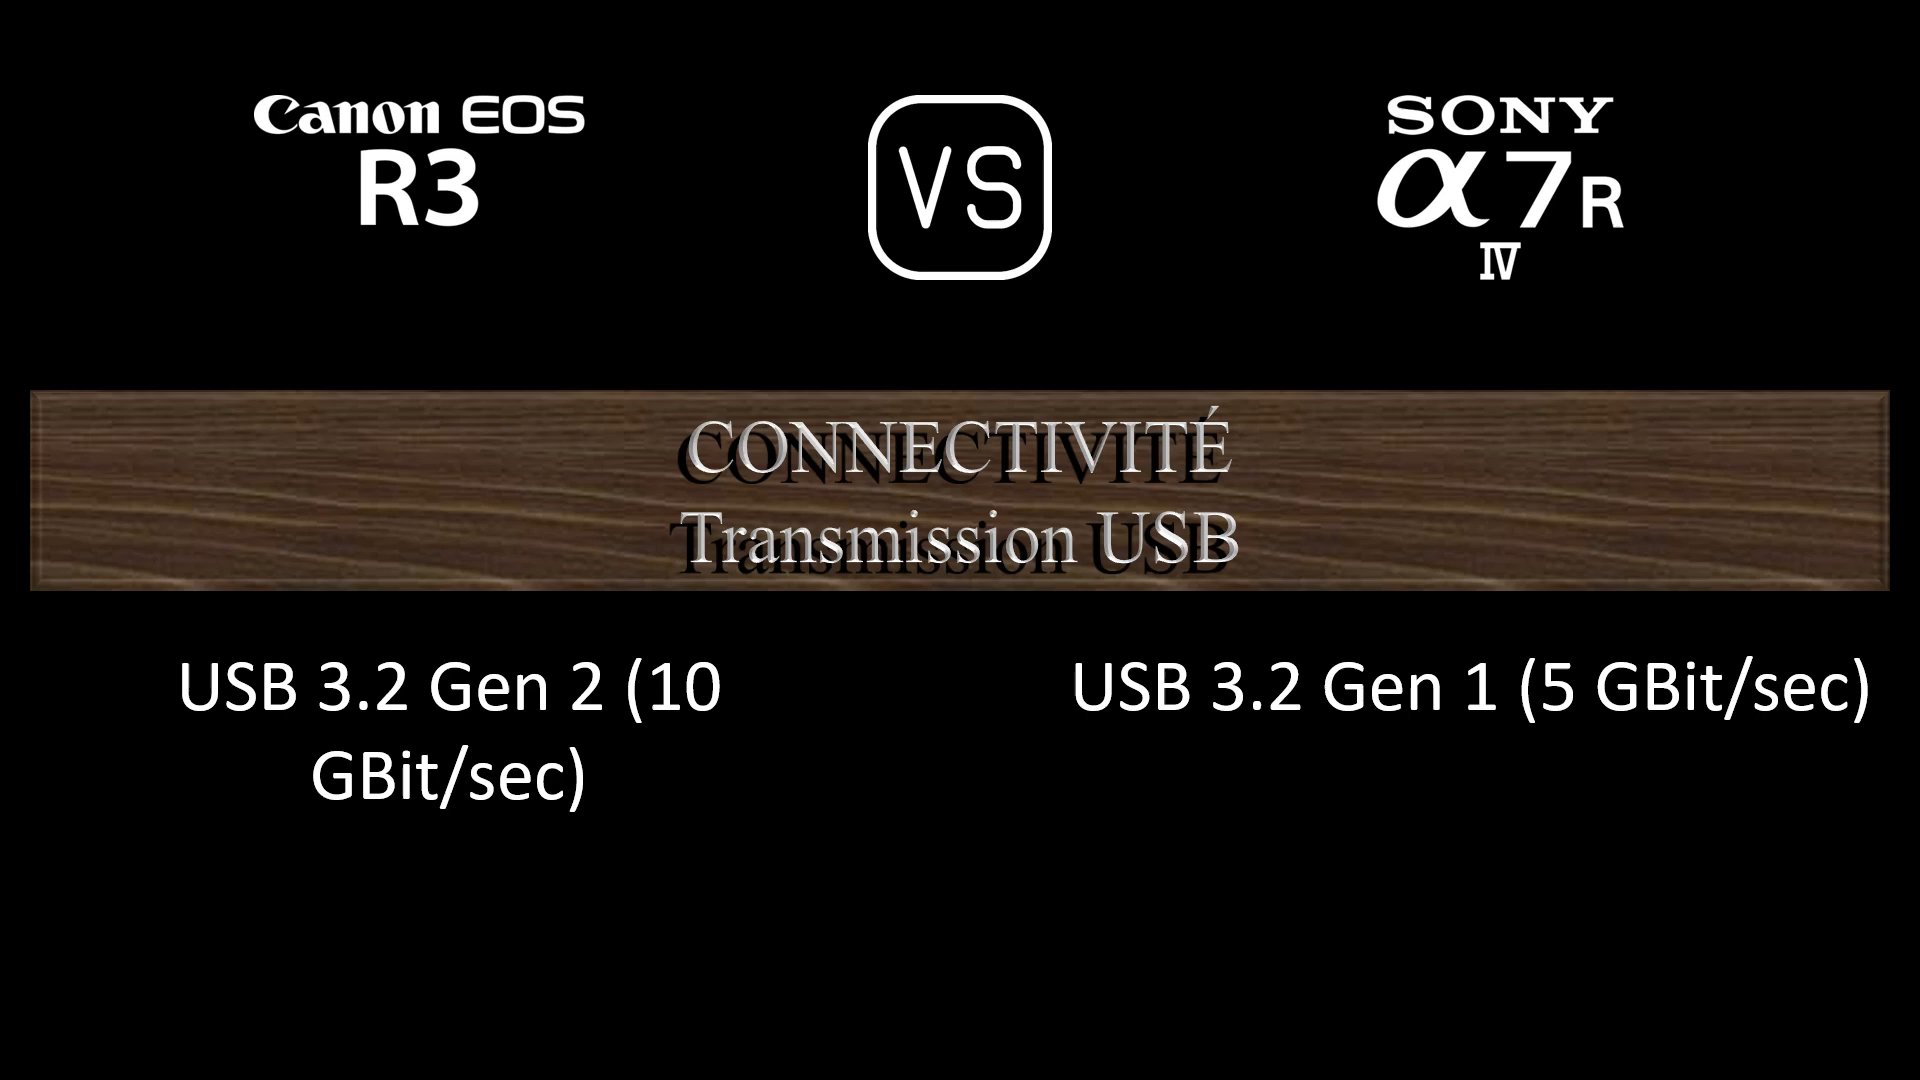 Canon EOS
R3
VS
SONY
α7R
IV
CONNECTIVITÉ
Transmission USB
USB 3.2 Gen 2 (10
GBit/sec)
USB 3.2 Gen 1 (5 GBit/sec)